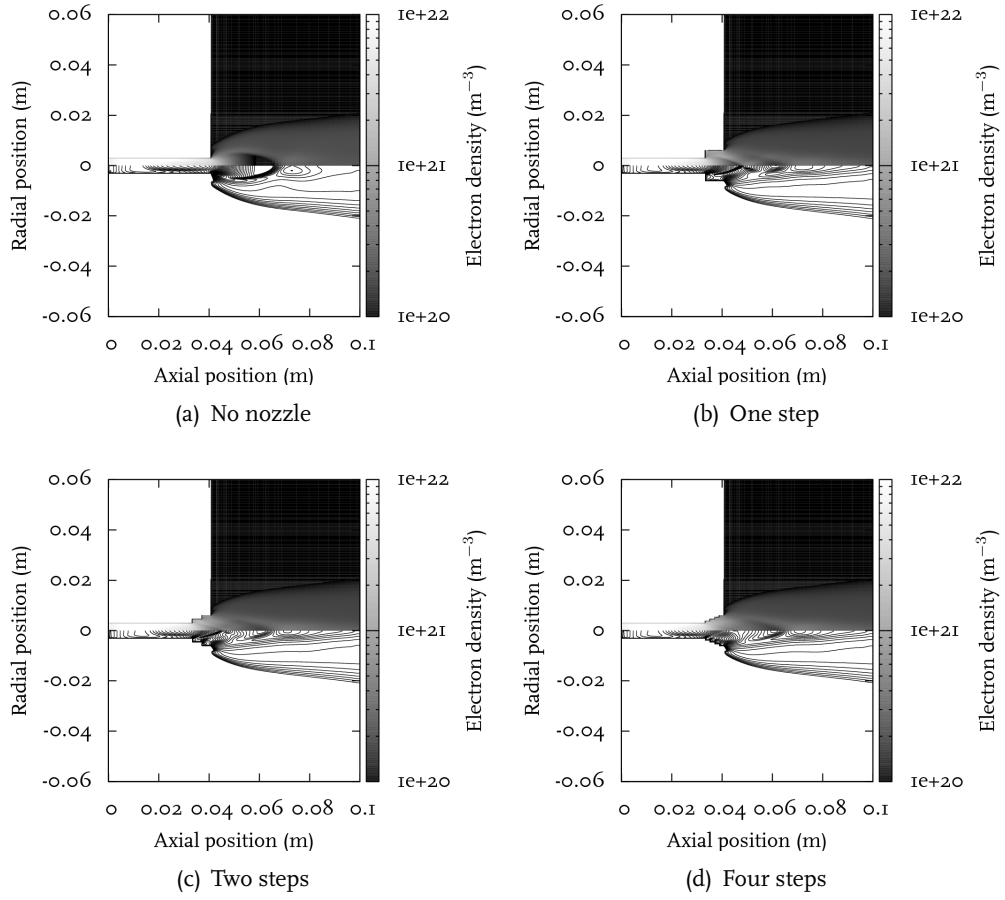 0.06
0.04
0.02
0
-0.02
-0.04
-0.06
Radial position (m)
0 0.02 0.04 0.06 0.08 0.1
Axial position (m)
1e+22
1e+21
1e+20
Electron density (m−3)
(a) No nozzle
0.06
0.04
0.02
0
-0.02
-0.04
-0.06
Radial position (m)
0 0.02 0.04 0.06 0.08 0.1
Axial position (m)
1e+22
1e+21
1e+20
Electron density (m−3)
(b) One step
0.06
0.04
0.02
0
-0.02
-0.04
-0.06
Radial position (m)
0 0.02 0.04 0.06 0.08 0.1
Axial position (m)
1e+22
1e+21
1e+20
Electron density (m−3)
(c) Two steps
0.06
0.04
0.02
0
-0.02
-0.04
-0.06
Radial position (m)
0 0.02 0.04 0.06 0.08 0.1
Axial position (m)
1e+22
1e+21
1e+20
Electron density (m−3)
(d) Four steps